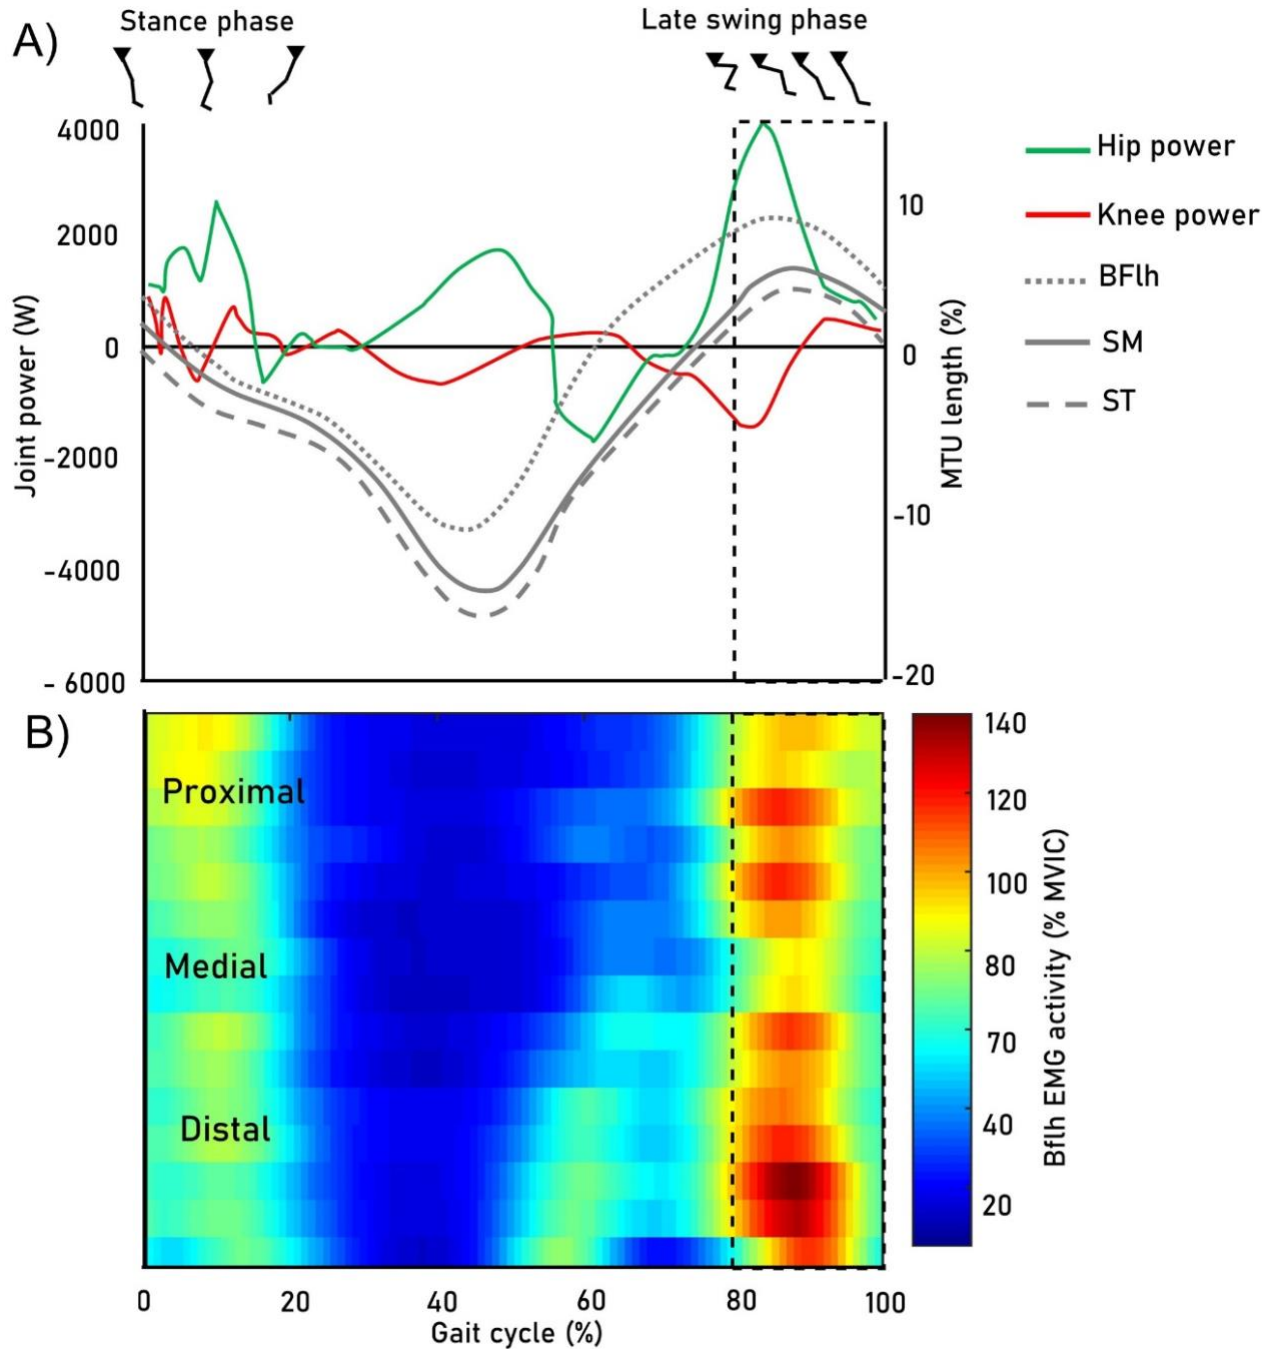 A)
Stance phase
Late swing phase
4000
2000
0
-2000
-4000
- 6000
Joint power (W)
10
0
-10
-20
MTU length (%)
Hip power
Knee power
BFlh
SM
ST
B)
Proximal
Medial
Distal
0
20
40
60
80
100
Gait cycle (%)
140
120
100
80
70
40
20
Bflh EMG activity (% MVIC)